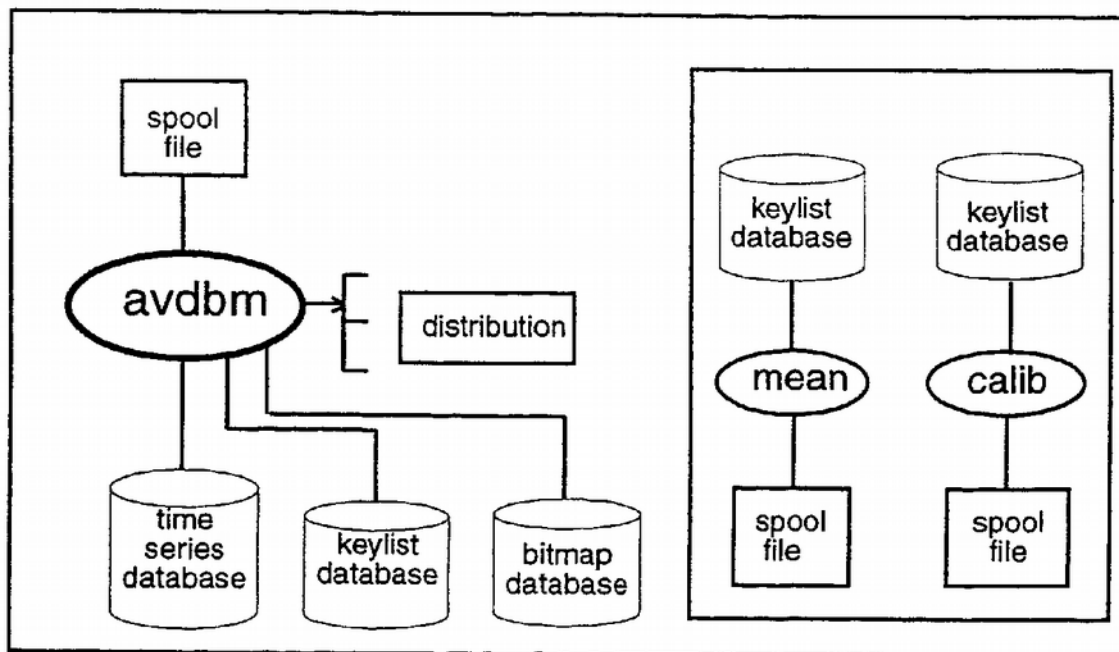 spool
file
avdbm
distribution
time
series
database
keylist
database
bitmap
database
keylist
database
keylist
database
mean
calib
spool
file
spool
file